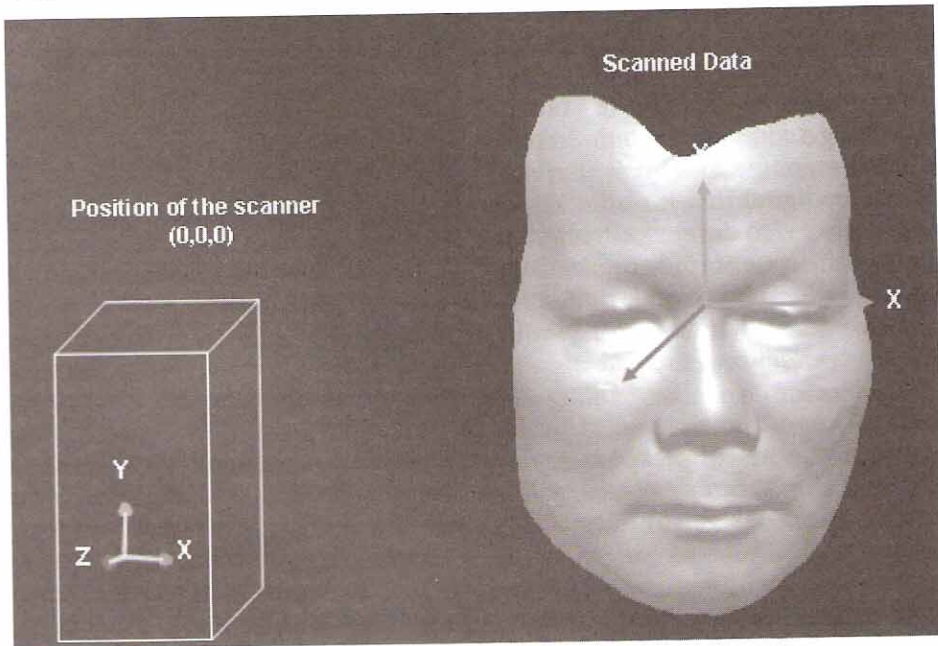 Scanned Data
Y
Position of the scanner
(0,0,0)
X
Y
Z
X